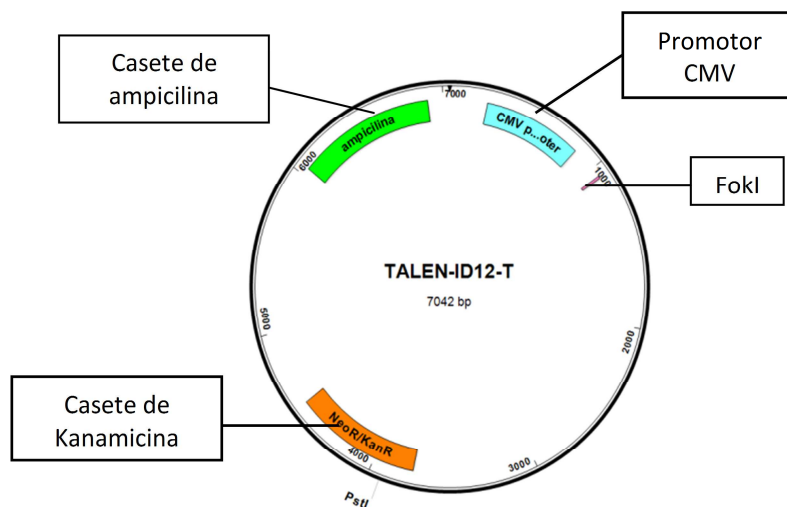 Casete de
ampicilina
Promotor
CMV
7000
ampicilina
CMV p...oter
6000
1000
FokI
TALEN-ID12-T
7042 bp
5000
2000
Casete de
Kanamicina
NeoR/KanR
4000
3000
PstI